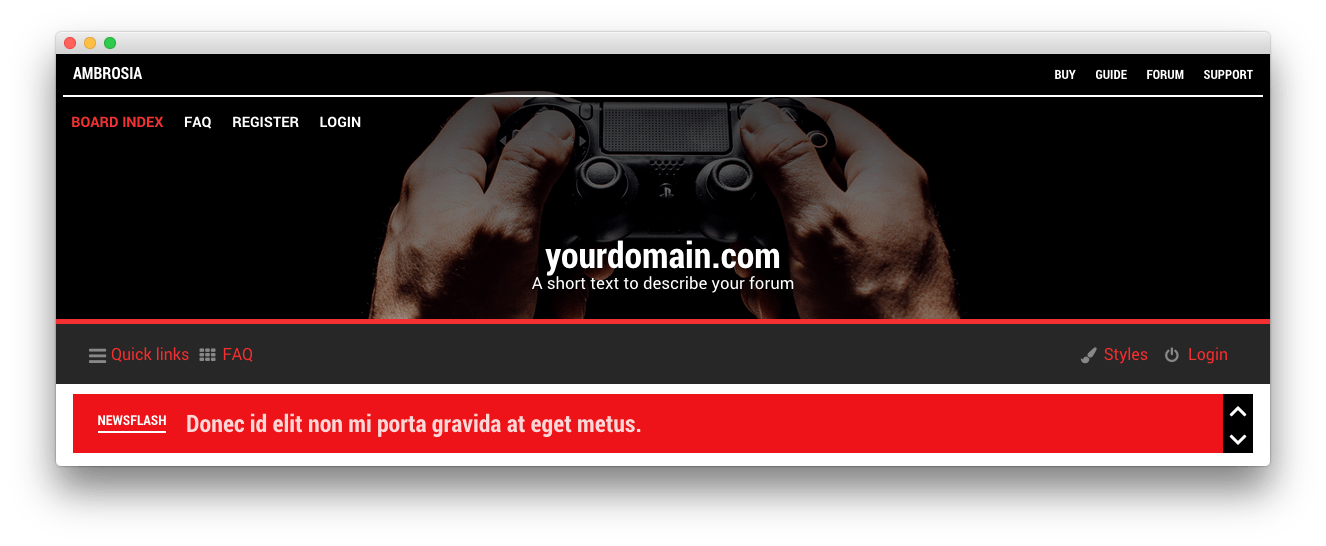 AMBROSIA BUY GUIDE FORUM SUPPORT
BOARD INDEX FAQ REGISTER LOGIN
yourdomain.com
A short text to describe your forum
Quick links FAQ Styles Login
NEWSFLASH Donec id elit non mi porta gravida at eget metus.